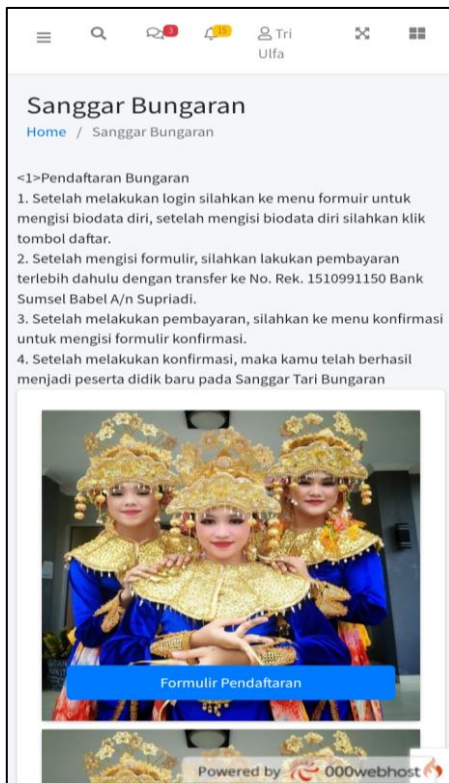 3
15
Tri
Ulfa
Sanggar Bungaran
Home / Sanggar Bungaran
<1>Pendaftaran Bungaran
1. Setelah melakukan login silahkan ke menu formuir untuk
mengisi biodata diri, setelah mengisi biodata diri silahkan klik
tombol daftar.
2. Setelah mengisi formulir, silahkan lakukan pembayaran
terlebih dahulu dengan transfer ke No. Rek. 1510991150 Bank
Sumsel Babel A/n Supriadi.
3. Setelah melakukan pembayaran, silahkan ke menu konfirmasi
untuk mengisi formulir konfirmasi.
4. Setelah melakukan konfirmasi, maka kamu telah berhasil
menjadi peserta didik baru pada Sanggar Tari Bungaran
Formulir Pendaftaran
Powered by 000webhost